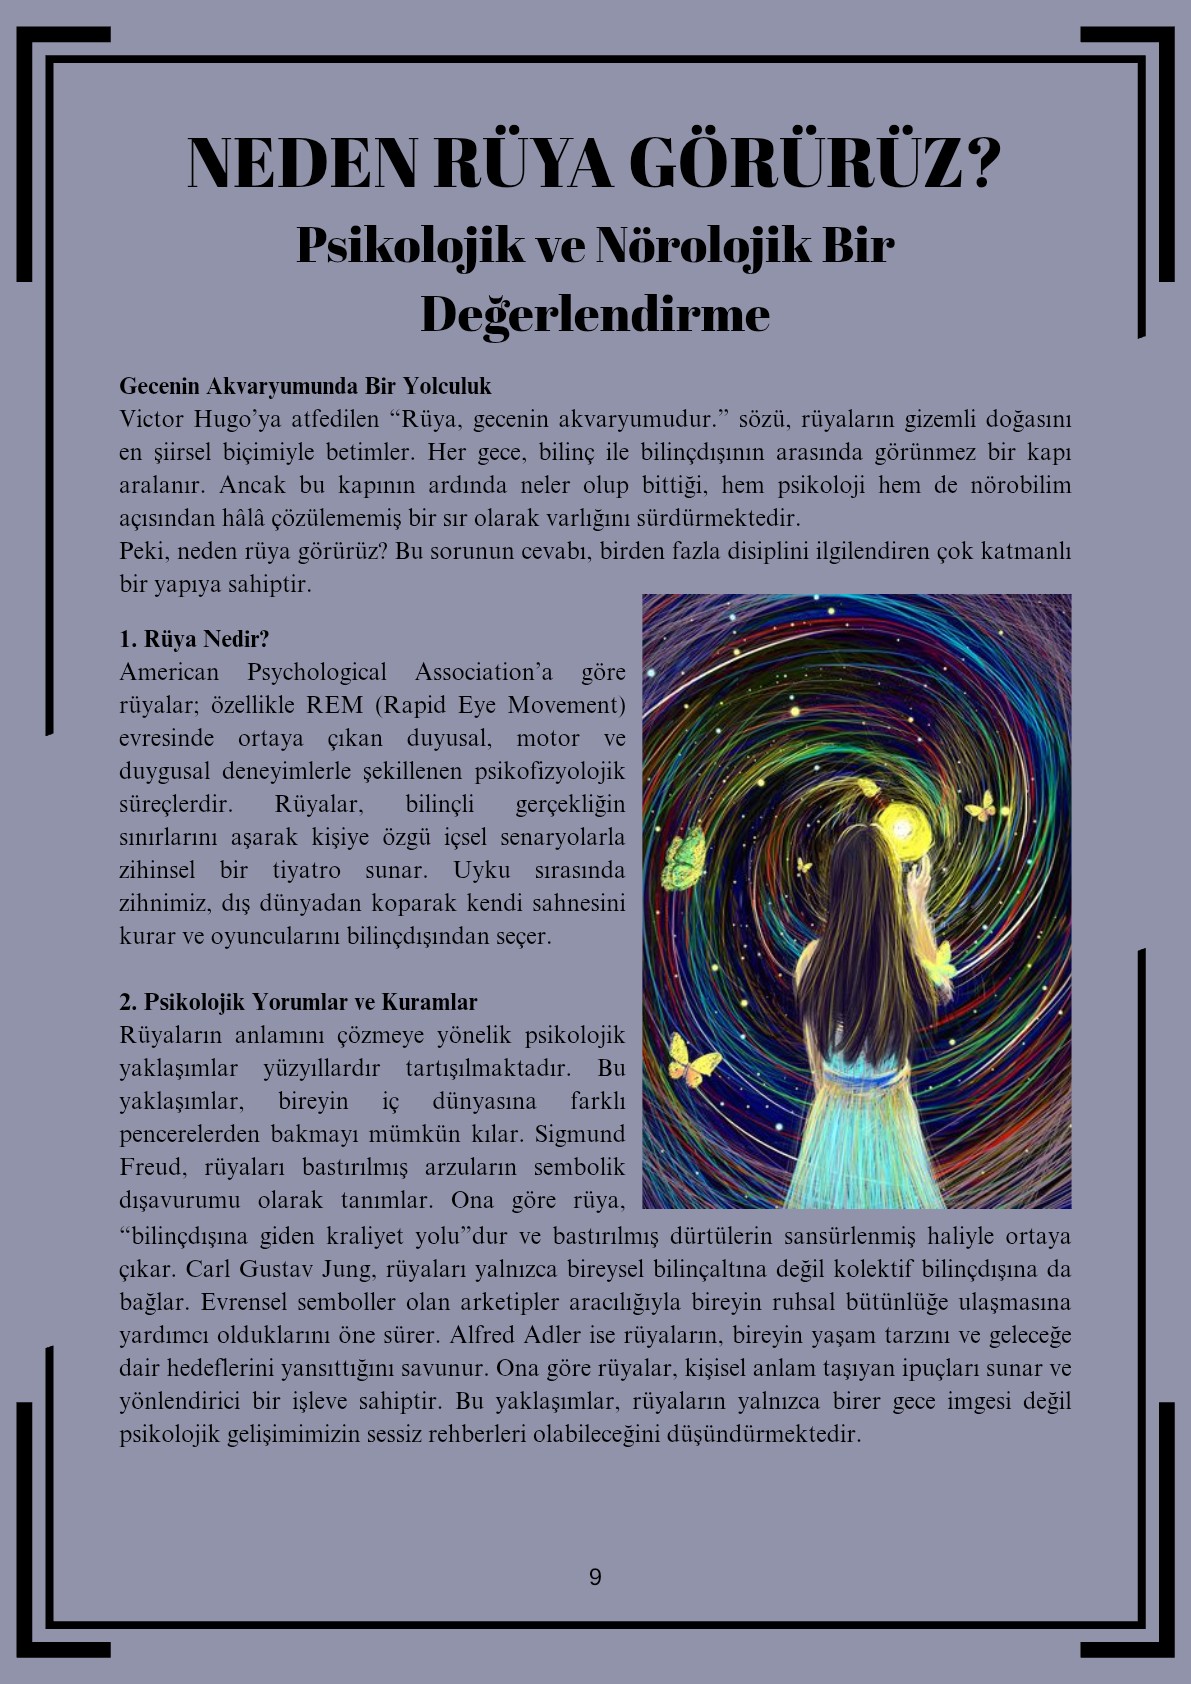 NEDEN RÜYA GÖRÜRÜZ?
Psikolojik ve Nörolojik Bir
Değerlendirme
Gecenin Akvaryumunda Bir Yolculuk
Victor Hugo’ya atfedilen “Rüya, gecenin akvaryumudur.” sözü, rüyaların gizemli doğasını
en şiirsel biçimiyle betimler. Her gece, bilinç ile bilinçdışının arasında görünmez bir kapı
aralanır. Ancak bu kapının ardında neler olup bittiği, hem psikoloji hem de nörobilim
açısından hâlâ çözülememiş bir sır olarak varlığını sürdürmektedir.
Peki, neden rüya görürüz? Bu sorunun cevabı, birden fazla disiplini ilgilendiren çok katmanlı
bir yapıya sahiptir.
1. Rüya Nedir?
American Psychological Association’a göre
rüyalar; özellikle REM (Rapid Eye Movement)
evresinde ortaya çıkan duyusal, motor ve
duygusal deneyimlerle şekillenen psikofizyolojik
süreçlerdir. Rüyalar, bilinçli gerçekliğin
sınırlarını aşarak kişiye özgü içsel senaryolarla
zihinsel bir tiyatro sunar. Uyku sırasında
zihnimiz, dış dünyadan koparak kendi sahnesini
kurar ve oyuncularını bilinçdışından seçer.
2. Psikolojik Yorumlar ve Kuramlar
Rüyaların anlamını çözmeye yönelik psikolojik
yaklaşımlar yüzyıllardır tartışılmaktadır. Bu
yaklaşımlar, bireyin iç dünyasına farklı
pencerelerden bakmayı mümkün kılar. Sigmund
Freud, rüyaları bastırılmış arzuların sembolik
dışavurumu olarak tanımlar. Ona göre rüya,
“bilinçdışına giden kraliyet yolu”dur ve bastırılmış dürtülerin sansürlenmiş haliyle ortaya
çıkar. Carl Gustav Jung, rüyaları yalnızca bireysel bilinçaltına değil kolektif bilinçdışına da
bağlar. Evrensel semboller olan arketipler aracılığıyla bireyin ruhsal bütünlüğe ulaşmasına
yardımcı olduklarını öne sürer. Alfred Adler ise rüyaların, bireyin yaşam tarzını ve geleceğe
dair hedeflerini yansıttığını savunur. Ona göre rüyalar, kişisel anlam taşıyan ipuçları sunar ve
yönlendirici bir işleve sahiptir. Bu yaklaşımlar, rüyaların yalnızca birer gece imgesi değil
psikolojik gelişimimizin sessiz rehberleri olabileceğini düşündürmektedir.
9